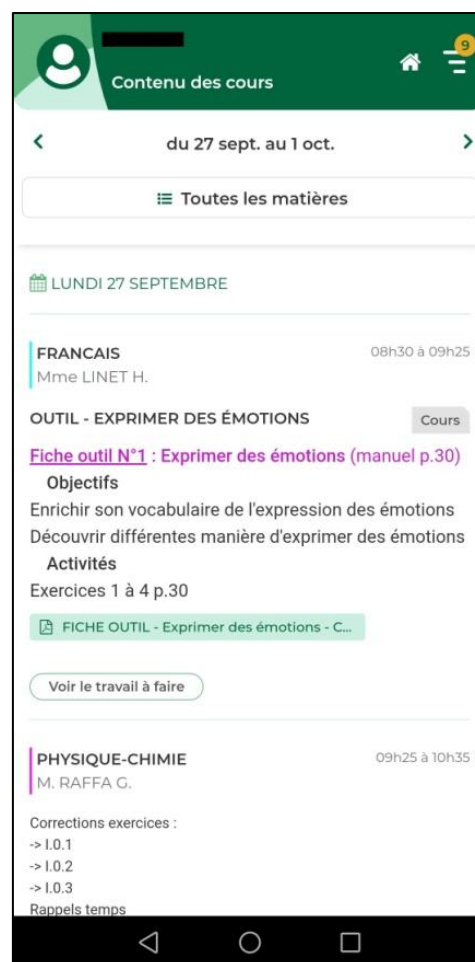 9
Contenu des cours
du 27 sept. au 1 oct.
Toutes les matières
LUNDI 27 SEPTEMBRE
FRANCAIS
08h30 à 09h25
Mme LINET H.
OUTIL - EXPRIMER DES ÉMOTIONS
Cours
Fiche outil N°1 : Exprimer des émotions (manuel p.30)
Objectifs
Enrichir son vocabulaire de l'expression des émotions
Découvrir différentes manière d'exprimer des émotions
Activités
Exercices 1 à 4 p.30
FICHE OUTIL - Exprimer des émotions - C...
Voir le travail à faire
PHYSIQUE-CHIMIE
09h25 à 10h35
M. RAFFA G.
Corrections exercices :
-> I.0.1
-> I.0.2
-> I.0.3
Rappels temps